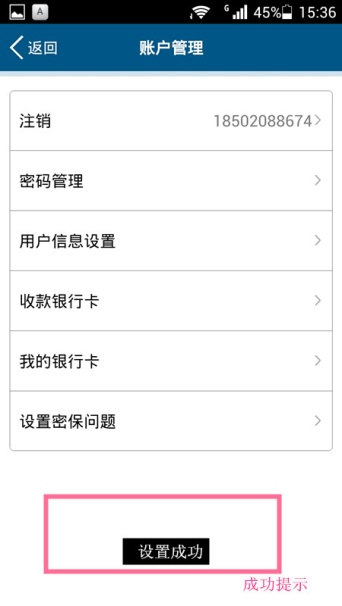 A
G
45%
15:36
返回
账户管理
注销 18502088674
密码管理
用户信息设置
收款银行卡
我的银行卡
设置密保问题
设置成功
成功提示